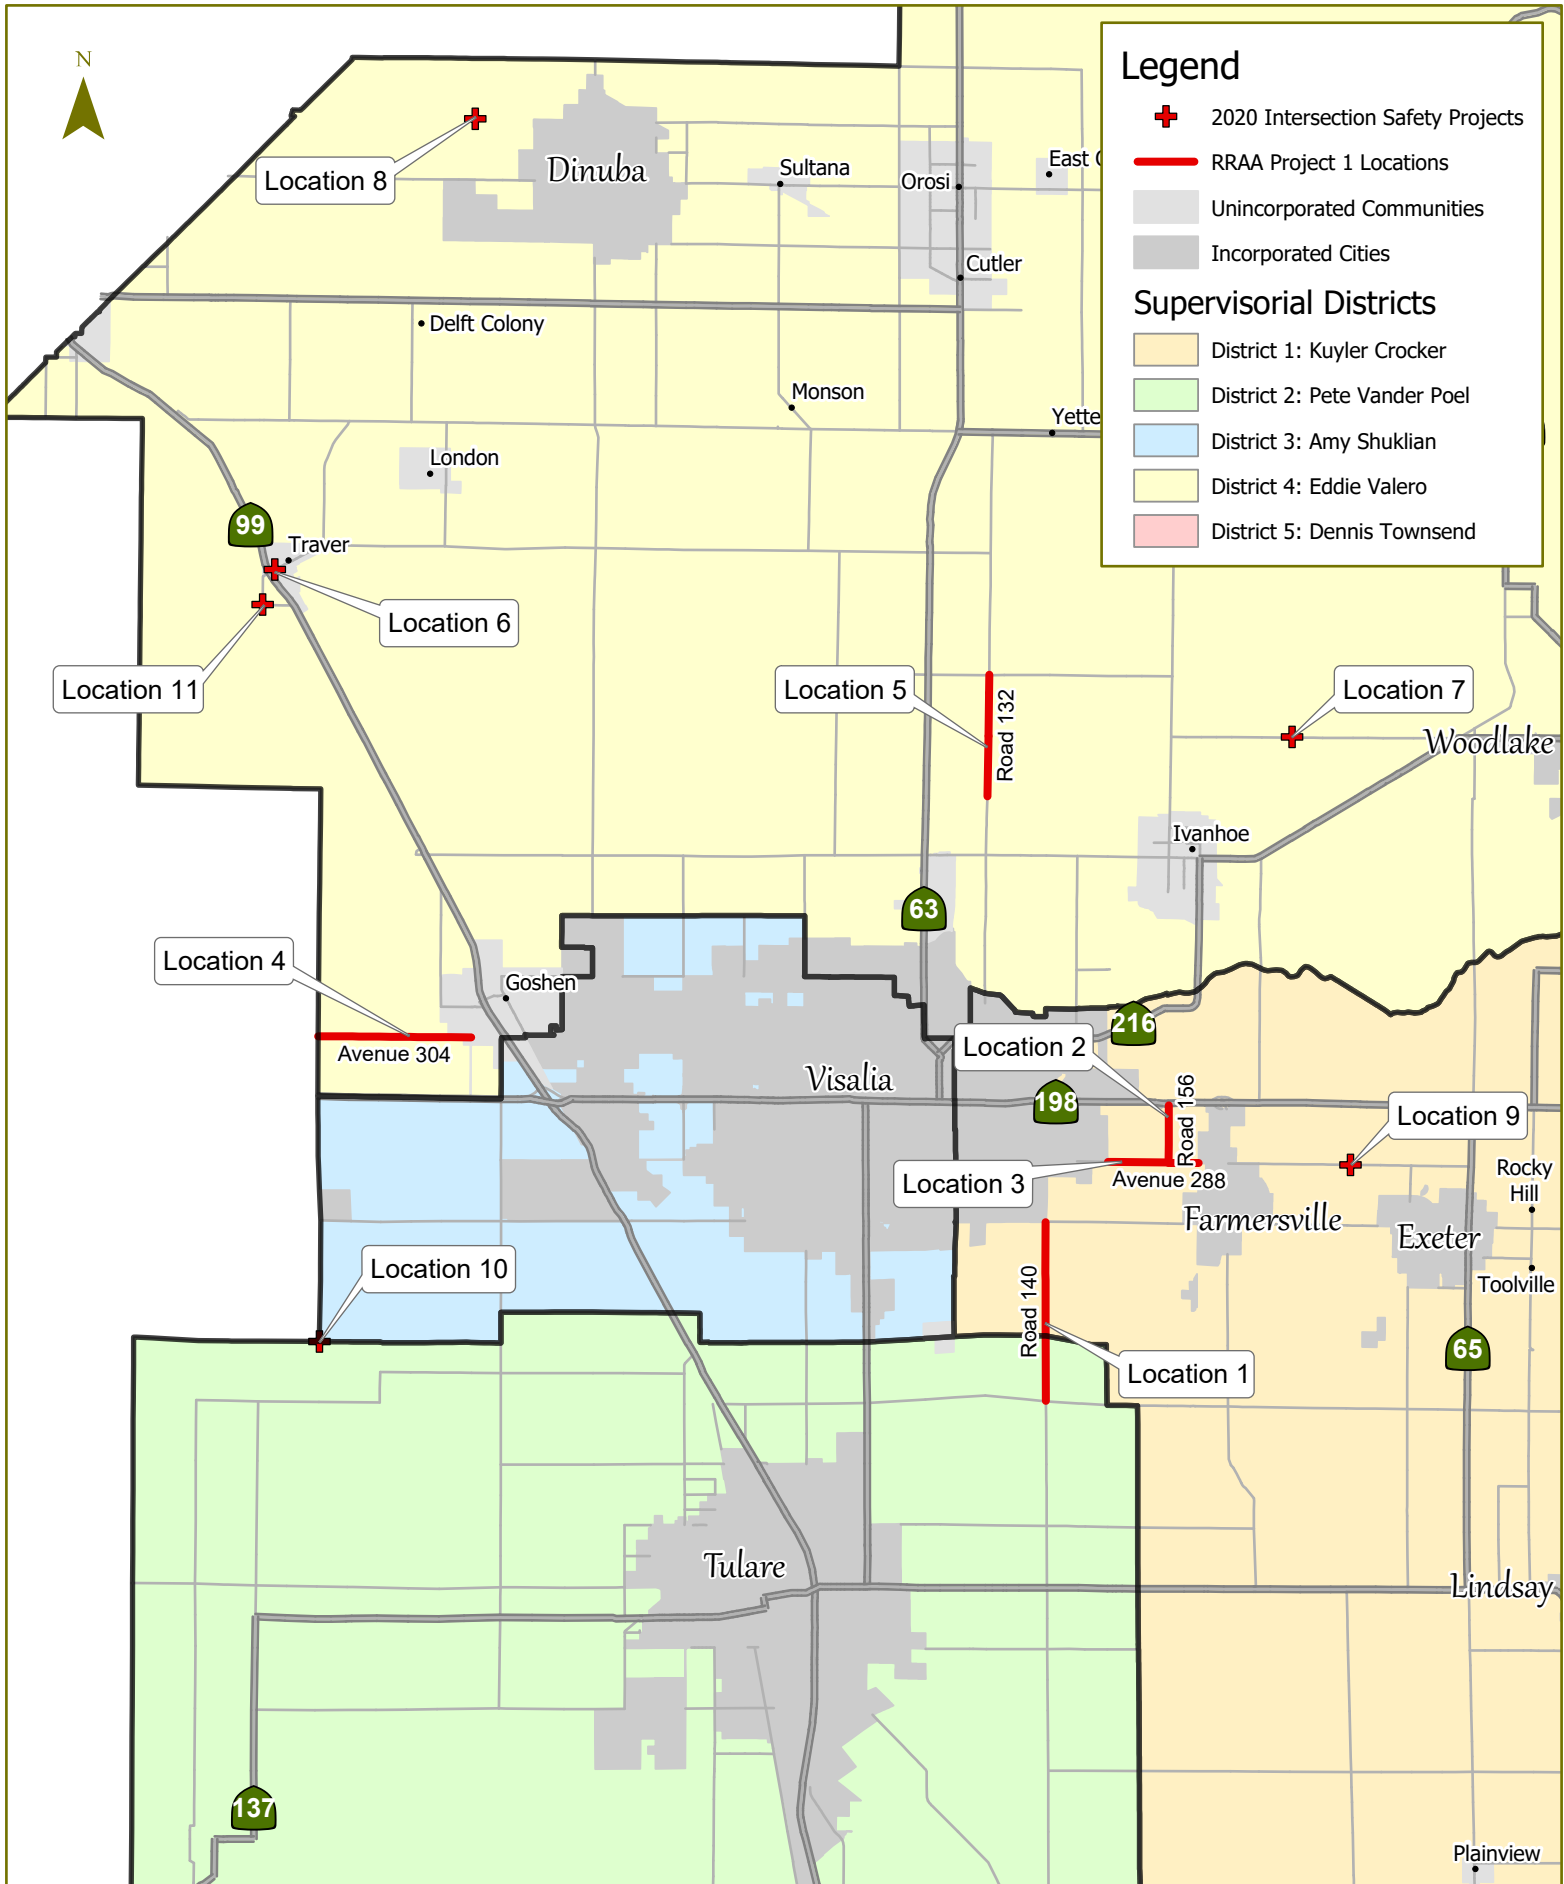 N
Legend
2020 Intersection Safety Projects
RRAA Project 1 Locations
Unincorporated Communities
Incorporated Cities
Supervisorial Districts
District 1: Kuyler Crocker
District 2: Pete Vander Poel
District 3: Amy Shuklian
District 4: Eddie Valero
District 5: Dennis Townsend
Location 8
Dinuba
Sultana
Orosi
East
Cutler
Delft Colony
Monson
Yette
London
99
Traver
Location 6
Location 11
Location 5
Road 132
Location 7
Woodlake
Ivanhoe
63
Location 4
Goshen
Avenue 304
216
Location 2
Visalia
198
Road 156
Location 9
Location 3
Avenue 288
Rocky
Hill
Farmersville
Exeter
Location 10
Road 140
Toolville
Location 1
65
Tulare
Lindsay
137
Plainview